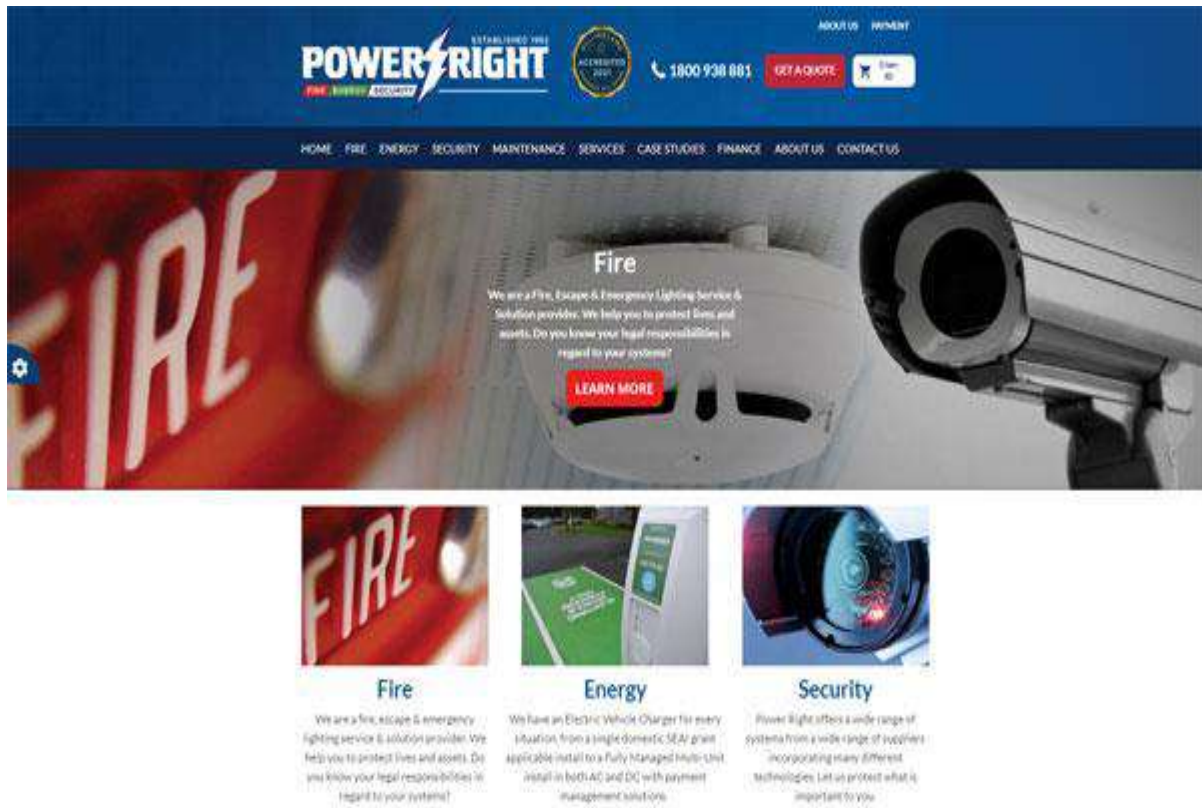 ABOUT US PAYMENT
ESTABLISHED 1982
POWER RIGHT
FIRE ENERGY SECURITY
ACCREDITED
2021
1800 938 881
GET A QUOTE
HOME FIRE ENERGY SECURITY MAINTENANCE SERVICES CASE STUDIES FINANCE ABOUT US CONTACT US
FIRE
Fire
We are a Fire, Escape & Emergency Lighting Service &
Solution provider. We help you to protect lives and
assets. Do you know your legal responsibilities in
regard to your systems?
LEARN MORE
FIRE
Fire
We are a fire, escape & emergency
lighting service & solution provider. We
help you to protect lives and assets. Do
you know your legal responsibilities in
regard to your systems?
Energy
We have an Electric Vehicle Charger for every
situation, from a single domestic SEAI grant
applicable install to a Fully Managed Multi-Unit
install in both AC and DC with payment
management solutions
Security
Power Right offers a wide range of
systems from a wide range of suppliers
incorporating many different
technologies. Let us protect what is
important to you